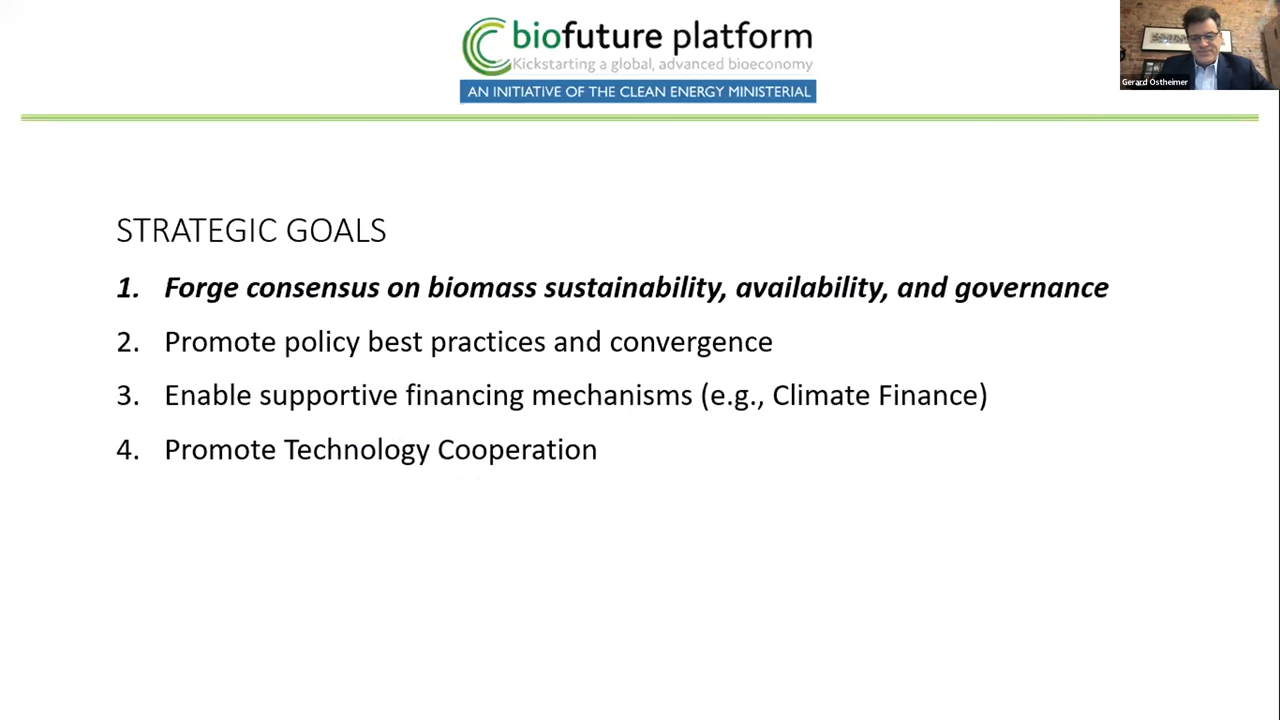 biofuture platform
Kickstarting a global, advanced bioeconomy
AN INITIATIVE OF THE CLEAN ENERGY MINISTERIAL
Gerard Ostheimer
STRATEGIC GOALS
1. Forge consensus on biomass sustainability, availability, and governance
2. Promote policy best practices and convergence
3. Enable supportive financing mechanisms (e.g., Climate Finance)
4. Promote Technology Cooperation